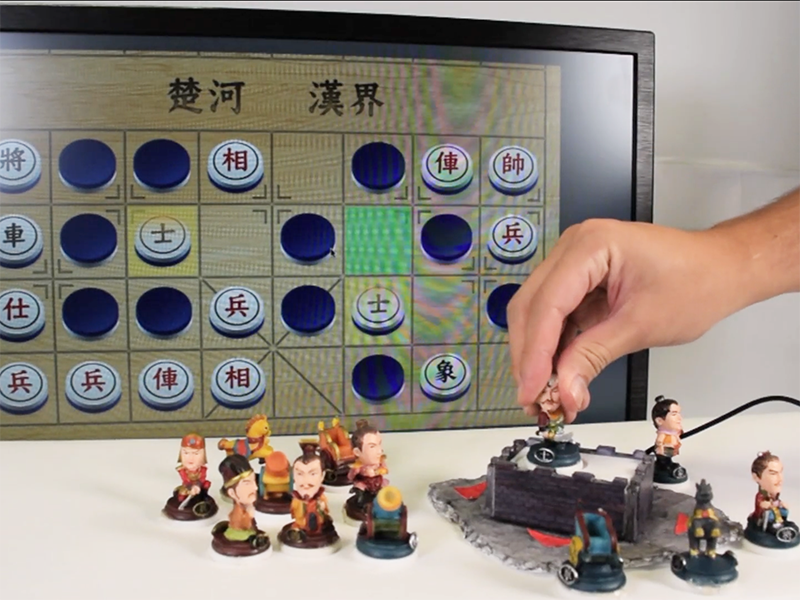 楚河 漢界
將 相 俥 帥
車 士 兵
仕 兵 士
兵 兵 俥 相 象
士